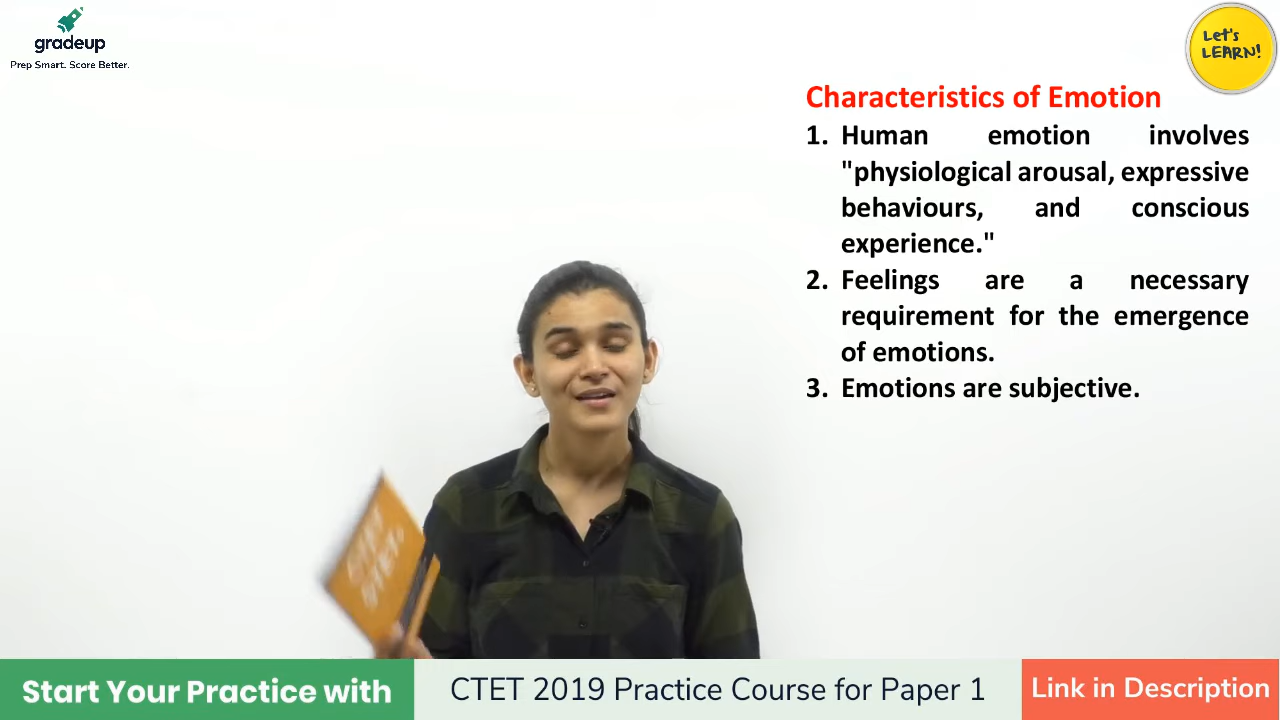 gradeup
Prep Smart. Score Better.
Let's
LEARN!
Characteristics of Emotion
1. Human emotion involves
"physiological arousal, expressive
behaviours, and conscious
experience."
2. Feelings are a necessary
requirement for the emergence
of emotions.
3. Emotions are subjective.
Start Your Practice with
CTET 2019 Practice Course for Paper 1
Link in Description